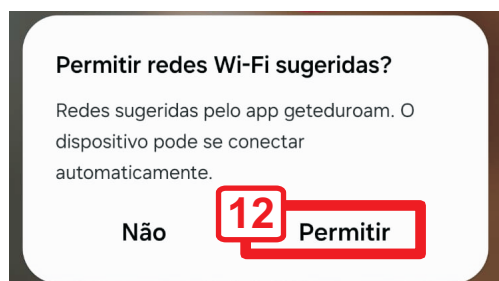 Permitir redes Wi-Fi sugeridas?
Redes sugeridas pelo app geteduroam. O
dispositivo pode se conectar
automaticamente.
Não
12
Permitir